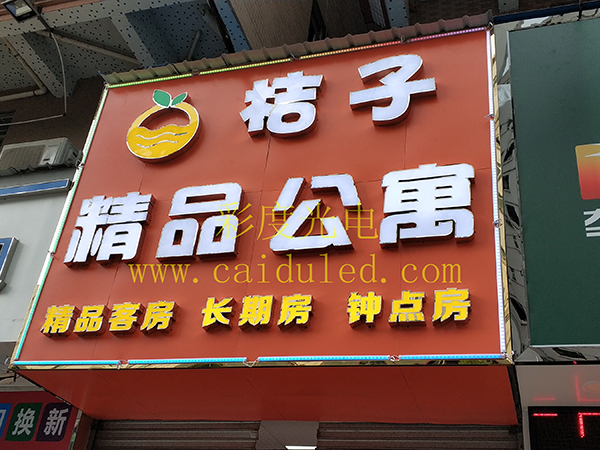 桔子
精品公寓
彩度光电
www.caiduled.com
精品客房 长期房 钟点房
换新